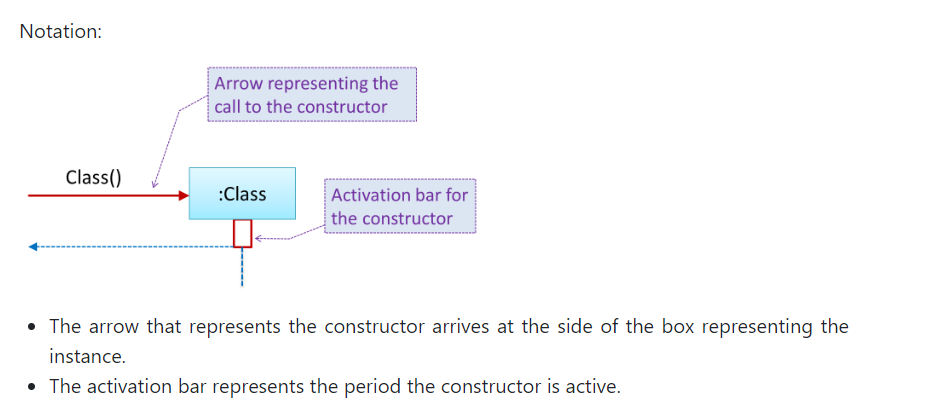 Notation:
Arrow representing the
call to the constructor
Class()
:Class
Activation bar for
the constructor
• The arrow that represents the constructor arrives at the side of the box representing the
instance.
• The activation bar represents the period the constructor is active.